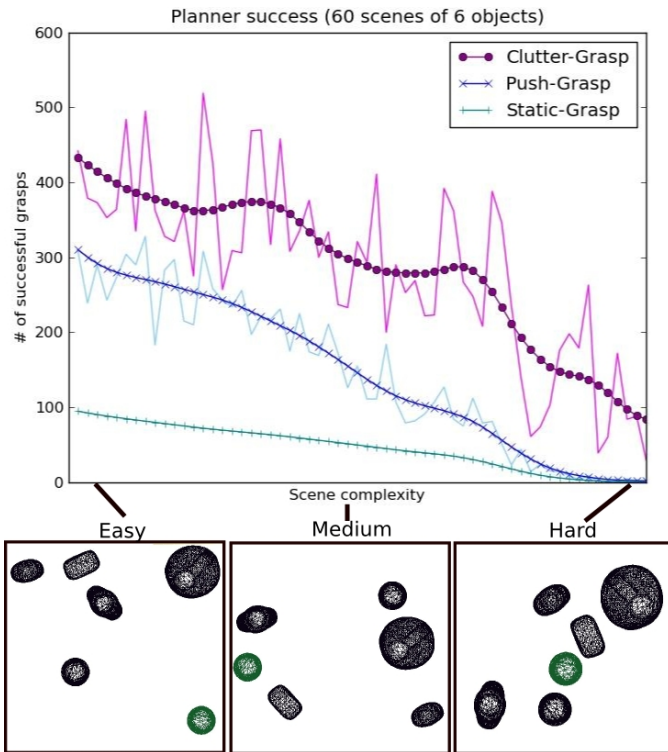 Planner success (60 scenes of 6 objects)
600
500
400
300
200
100
0
# of successful grasps
Clutter-Grasp
Push-Grasp
Static-Grasp
Scene complexity
Easy
Medium
Hard